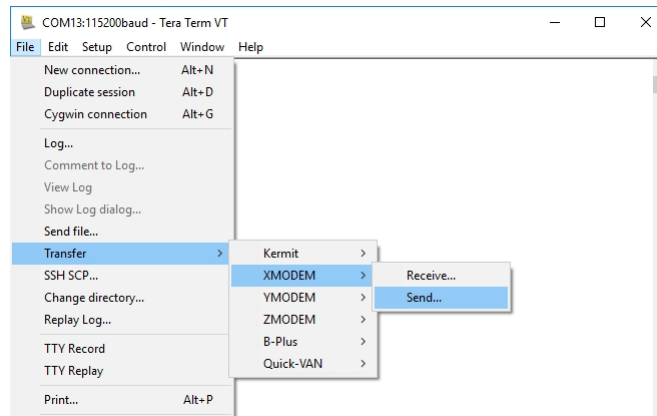 COM13:115200baud - Tera Term VT
File Edit Setup Control Window Help
New connection... Alt+N
Duplicate session Alt+D
Cygwin connection Alt+G
Log...
Comment to Log...
View Log
Show Log dialog...
Send file...
Transfer >
Kermit >
SSH SCP...
XMODEM >
Receive...
Change directory...
YMODEM >
Send...
Replay Log...
ZMODEM >
B-Plus >
TTY Record
Quick-VAN >
TTY Replay
Print... Alt+P